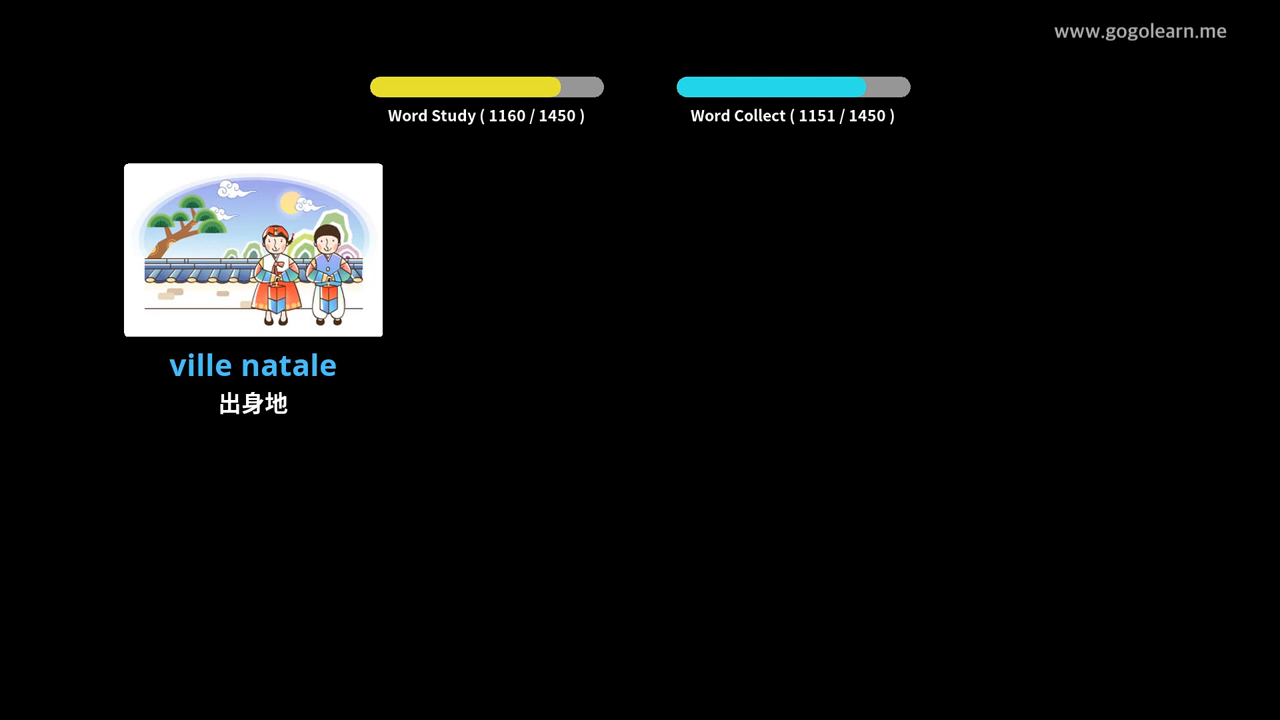 www.gogolearn.me
Word Study ( 1160 / 1450 )
Word Collect ( 1151 / 1450 )
ville natale
出身地